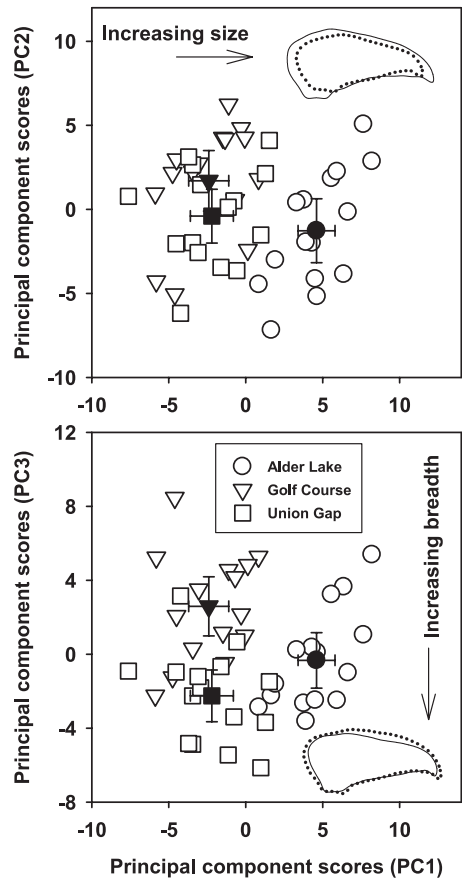 Principal component scores (PC2)
10
5
0
-5
-10
Increasing size
-10
-5
0
5
10
Principal component scores (PC3)
12
8
4
0
-4
-8
Alder Lake
Golf Course
Union Gap
Increasing breadth
-10
-5
0
5
10
Principal component scores (PC1)